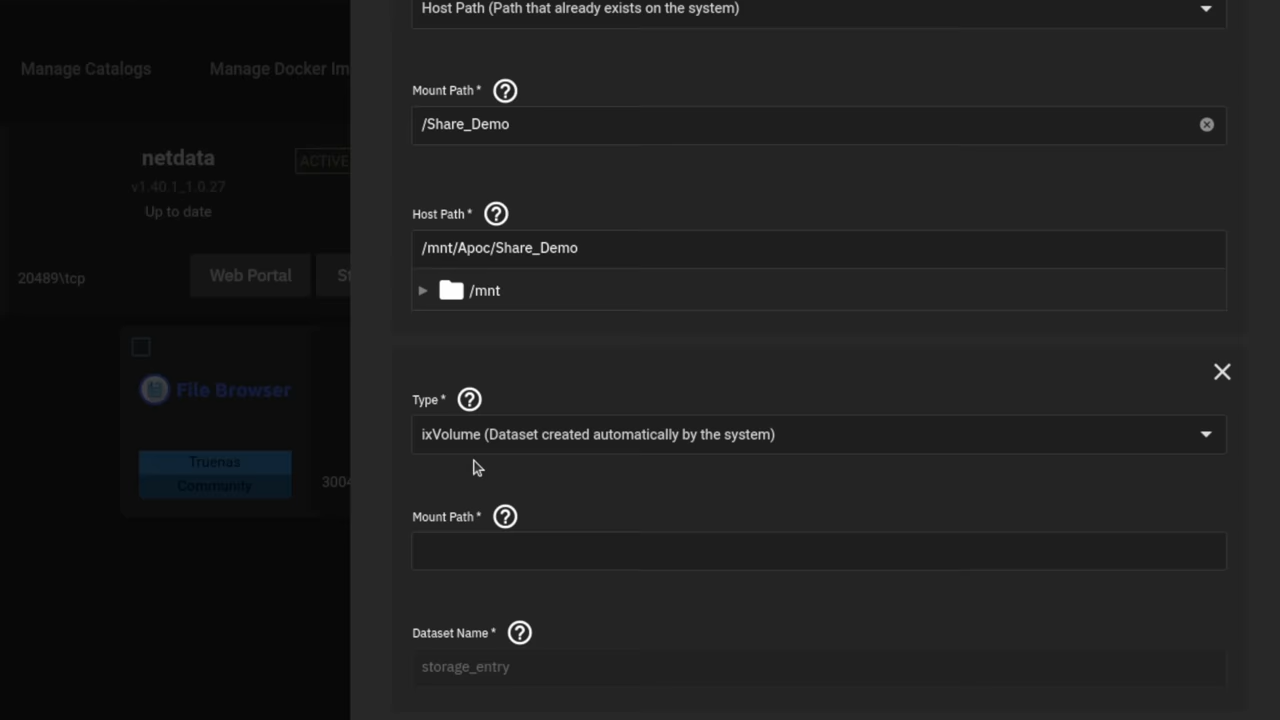 Host Path (Path that already exists on the system)
Manage Catalogs
Manage Docker Im
Mount Path *
/Share_Demo
netdata
ACTIVE
v1.40.1_1.0.27
Up to date
Host Path *
/mnt/Apoc/Share_Demo
20489\tcp
Web Portal
St
/mnt
File Browser
Type *
ixVolume (Dataset created automatically by the system)
Truenas
Community
3004
Mount Path *
Dataset Name *
storage_entry